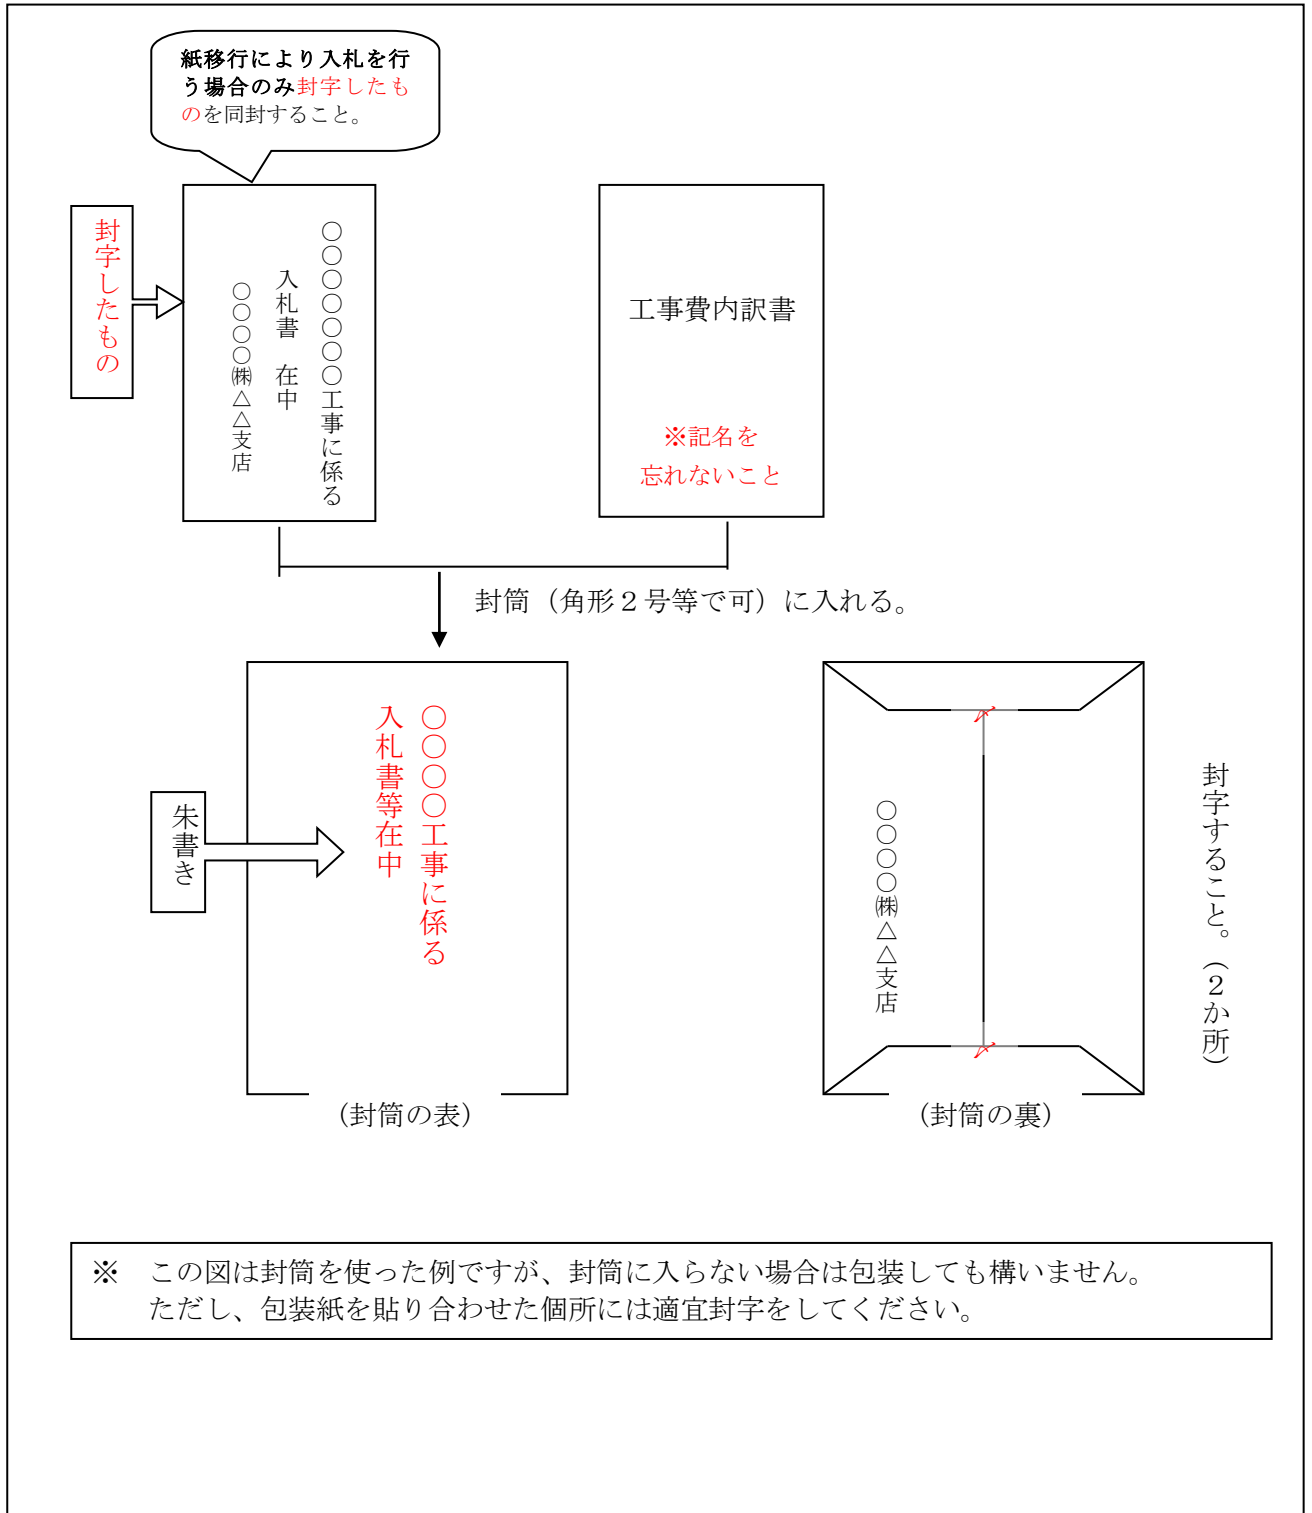 紙移行により入札を行
う場合のみ封字したも
のを同封すること。
封字したもの
〇〇〇〇〇〇〇工事に係る
入札書　在中
〇〇〇〇㈱△△支店
工事費内訳書
※記名を
忘れないこと
封筒（角形２号等で可）に入れる。
朱書き
〇〇〇〇工事に係る
入札書等在中
(封筒の表)
〆
〇〇〇〇㈱△△支店
〆
封字すること。（２か所）
(封筒の裏)
※　この図は封筒を使った例ですが、封筒に入らない場合は包装しても構いません。
ただし、包装紙を貼り合わせた個所には適宜封字をしてください。